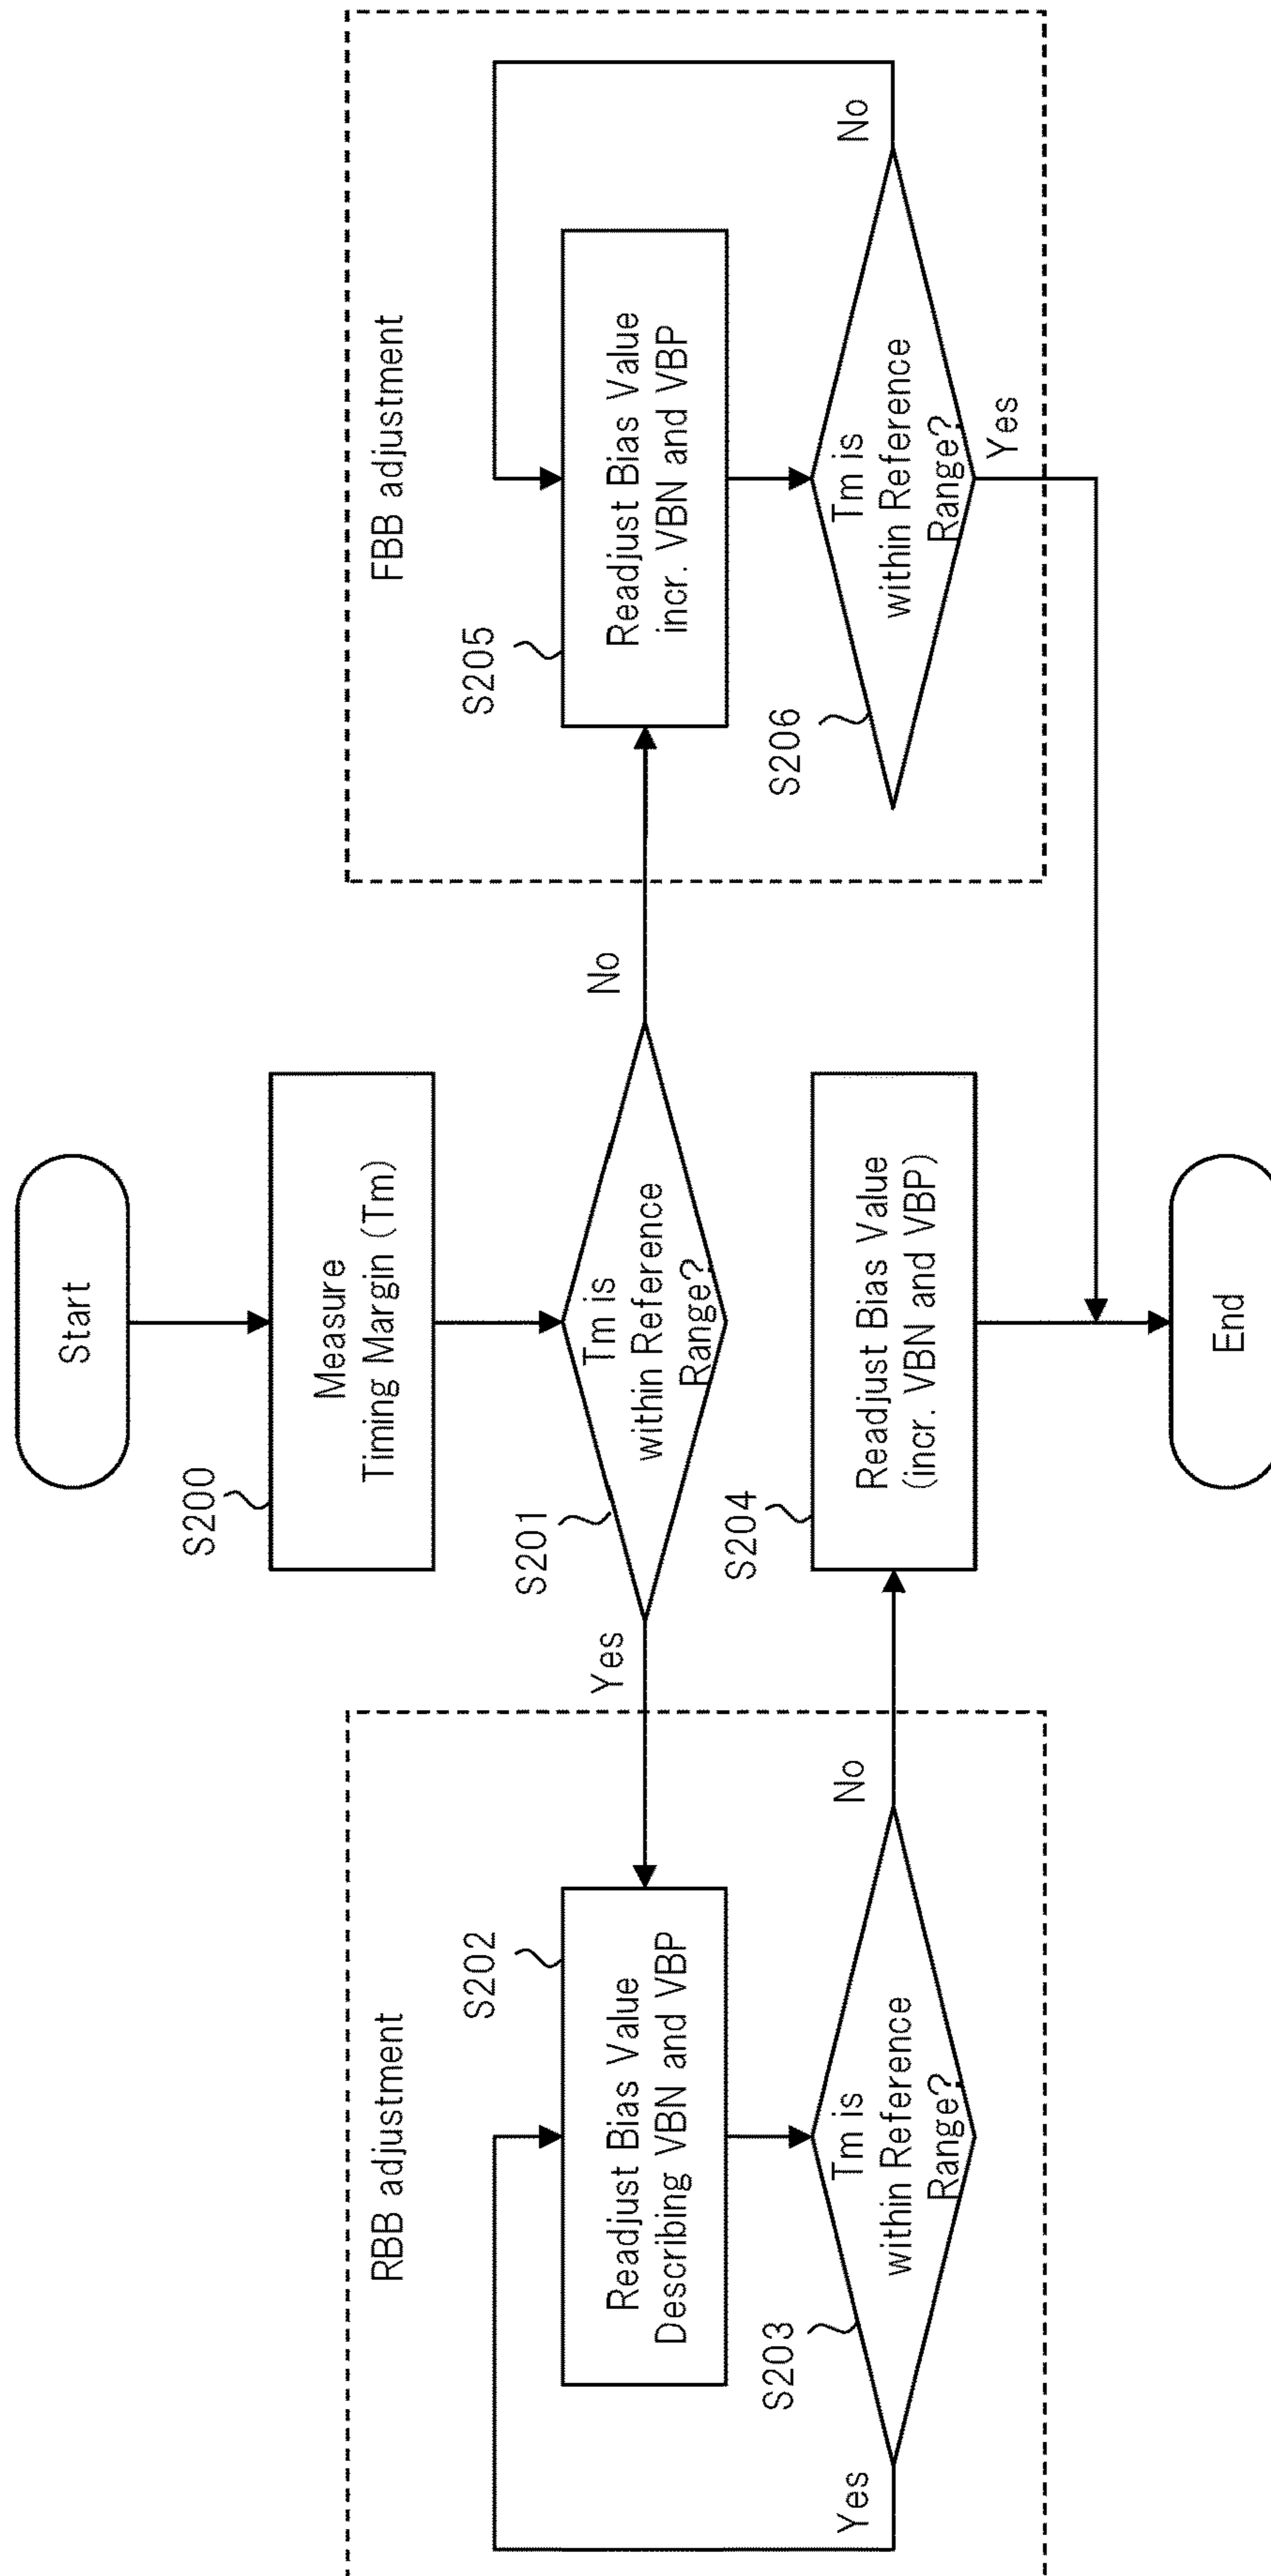 Start
S200
Measure
Timing Margin (Tm)
S201
Tm is
within Reference
Range?
Yes
No
RBB adjustment
S202
Readjust Bias Value
Describing VBN and VBP
S203
Tm is
within Reference
Range?
Yes
No
S204
Readjust Bias Value
(incr. VBN and VBP)
FBB adjustment
S205
Readjust Bias Value
incr. VBN and VBP
S206
Tm is
within Reference
Range?
No
Yes
End